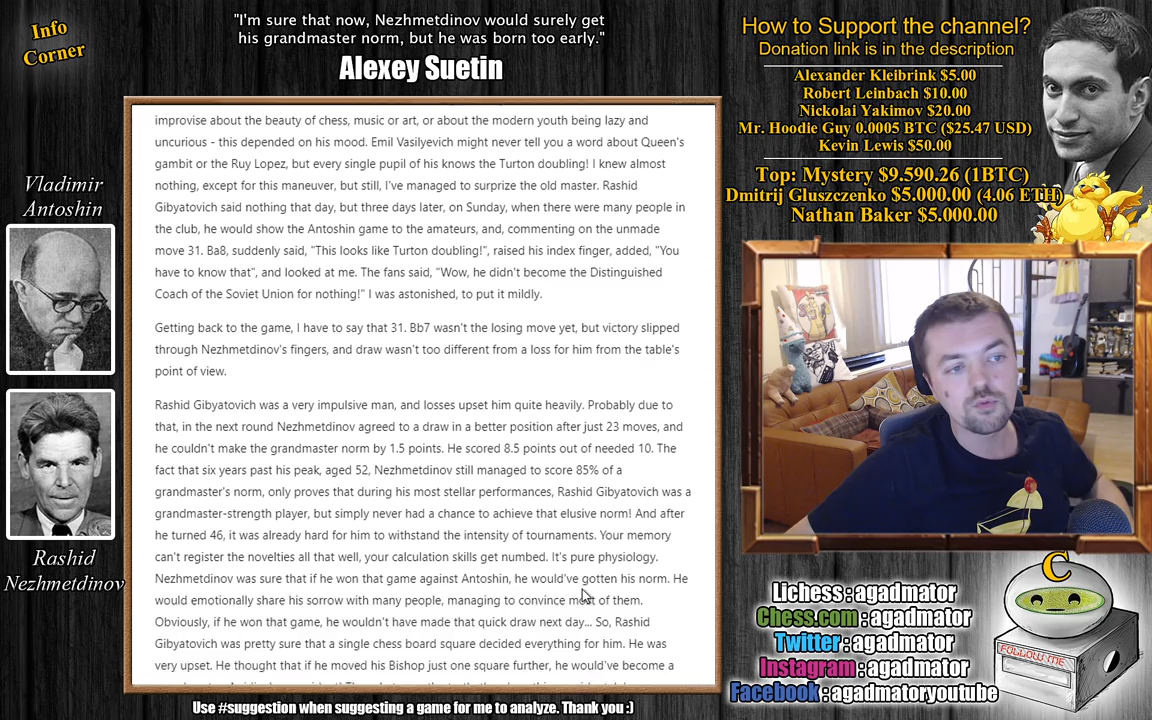 Info
Corner
"I'm sure that now, Nezhmetdinov would surely get
his grandmaster norm, but he was born too early."
Alexey Suetin
Vladimir
Antoshin
Rashid
Nezhmetdinov
improvise about the beauty of chess, music or art, or about the modern youth being lazy and
uncurious - this depended on his mood. Emil Vasilyevich might never tell you a word about Queen's
gambit or the Ruy Lopez, but every single pupil of his knows the Turton doubling! I knew almost
nothing, except for this maneuver, but still, I've managed to surprize the old master. Rashid
Gibyatovich said nothing that day, but three days later, on Sunday, when there were many people in
the club, he would show the Antoshin game to the amateurs, and, commenting on the unmade
move 31. Ba8, suddenly said, "This looks like Turton doubling!", raised his index finger, added, "You
have to know that", and looked at me. The fans said, "Wow, he didn't become the Distinguished
Coach of the Soviet Union for nothing!" I was astonished, to put it mildly.
Getting back to the game, I have to say that 31. Bb7 wasn't the losing move yet, but victory slipped
through Nezhmetdinov's fingers, and draw wasn't too different from a loss for him from the table's
point of view.
Rashid Gibyatovich was a very impulsive man, and losses upset him quite heavily. Probably due to
that, in the next round Nezhmetdinov agreed to a draw in a better position after just 23 moves, and
he couldn't make the grandmaster norm by 1.5 points. He scored 8.5 points out of needed 10. The
fact that six years past his peak, aged 52, Nezhmetdinov still managed to score 85% of a
grandmaster's norm, only proves that during his most stellar performances, Rashid Gibyatovich was a
grandmaster-strength player, but simply never had a chance to achieve that elusive norm! And after
he turned 46, it was already hard for him to withstand the intensity of tournaments. Your memory
can't register the novelties all that well, your calculation skills get numbed. It's pure physiology.
Nezhmetdinov was sure that if he won that game against Antoshin, he would've gotten his norm. He
would emotionally share his sorrow with many people, managing to convince most of them.
Obviously, if he won that game, he wouldn't have made that quick draw next day... So, Rashid
Gibyatovich was pretty sure that a single chess board square decided everything for him. He was
very upset. He thought that if he moved his Bishop just one square further, he would've become a
Use #suggestion when suggesting a game for me to analyze. Thank you :)
How to Support the channel?
Donation link is in the description
Alexander Kleibrink $5.00
Robert Leinbach $10.00
Nickolai Yakimov $20.00
Mr. Hoodie Guy 0.0005 BTC ($25.47 USD)
Kevin Lewis $50.00
Top: Mystery $9.590.26 (1BTC)
Dmitrij Gluszczenko $5.000.00 (4.06 ETH)
Nathan Baker $5.000.00
Lichess : agadmator
Chess.com : agadmator
Twitter : agadmator
Instagram : agadmator
Facebook : agadmatoryoutube
C
FOLLOW ME